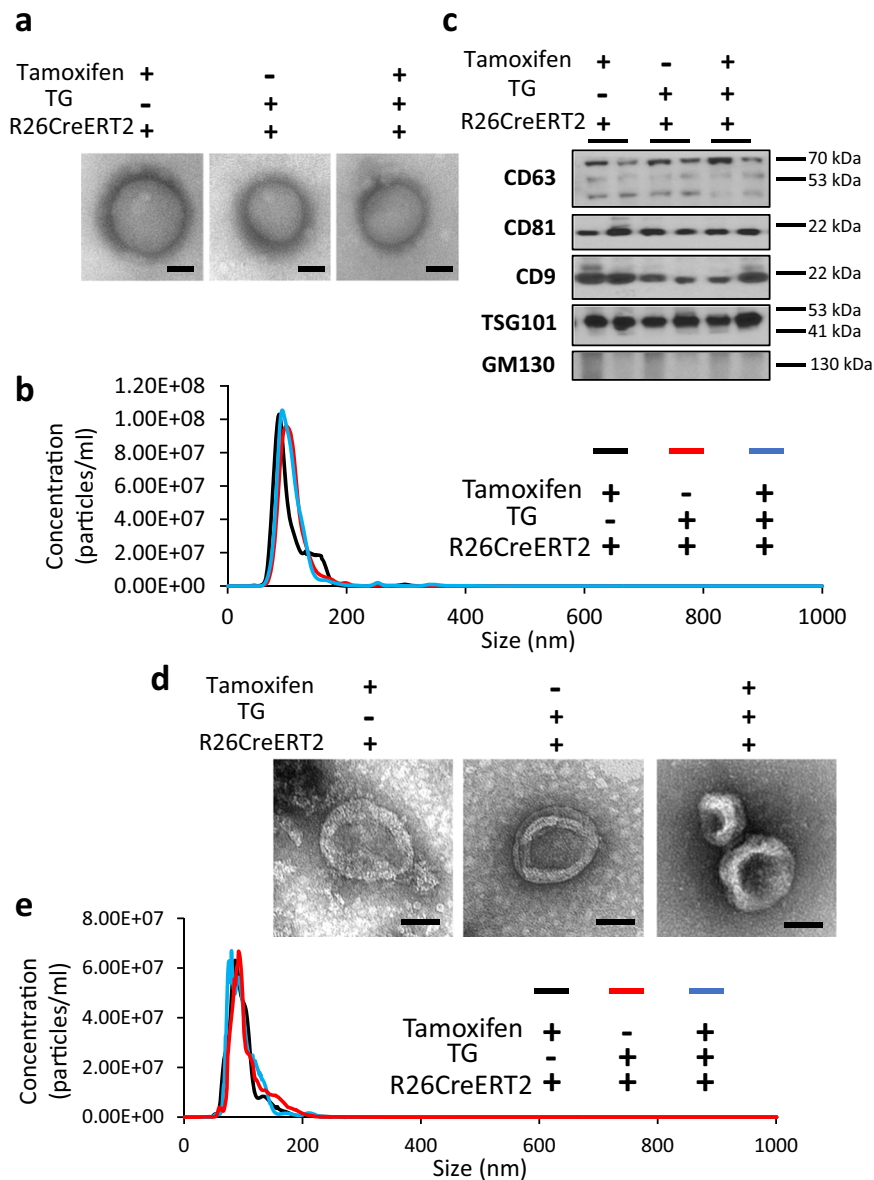 a
Tamoxifen + - +
TG - + +
R26CreERT2 + + +
c
Tamoxifen + - +
TG - + +
R26CreERT2 + + +
CD63
70 kDa
53 kDa
CD81
22 kDa
CD9
22 kDa
TSG101
53 kDa
41 kDa
GM130
130 kDa
b
Concentration
(particles/ml)
1.20E+08
1.00E+08
8.00E+07
6.00E+07
4.00E+07
2.00E+07
0.00E+00
0 200 400 600 800 1000
Size (nm)
Tamoxifen + - +
TG - + +
R26CreERT2 + + +
d
Tamoxifen + - +
TG - + +
R26CreERT2 + + +
e
Concentration
(particles/ml)
8.00E+07
6.00E+07
4.00E+07
2.00E+07
0.00E+00
0 200 400 600 800 1000
Size (nm)
Tamoxifen + - +
TG - + +
R26CreERT2 + + +